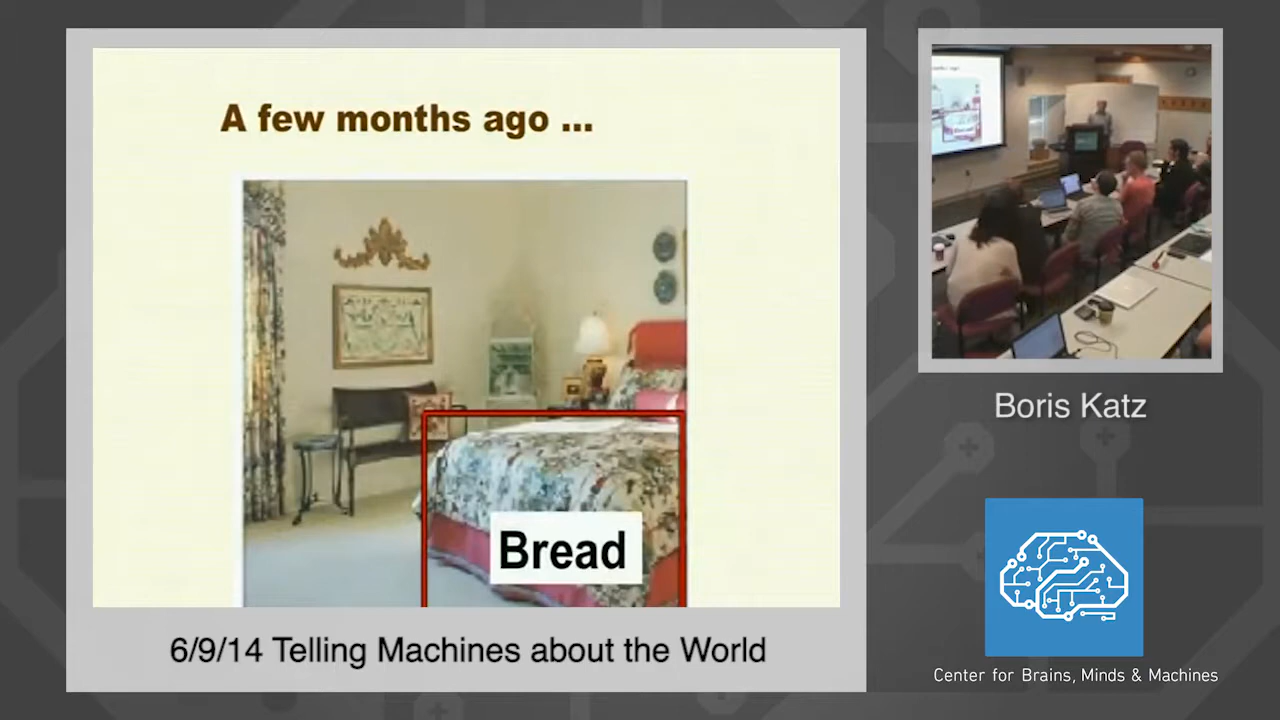 A few months ago ...
Bread
6/9/14 Telling Machines about the World
Boris Katz
Center for Brains, Minds & Machines